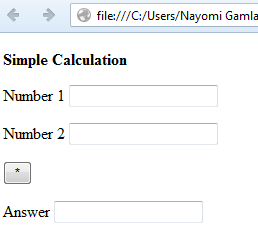 file:///C:/Users/Nayomi Gamla
Simple Calculation
Number 1
Number 2
*
Answer